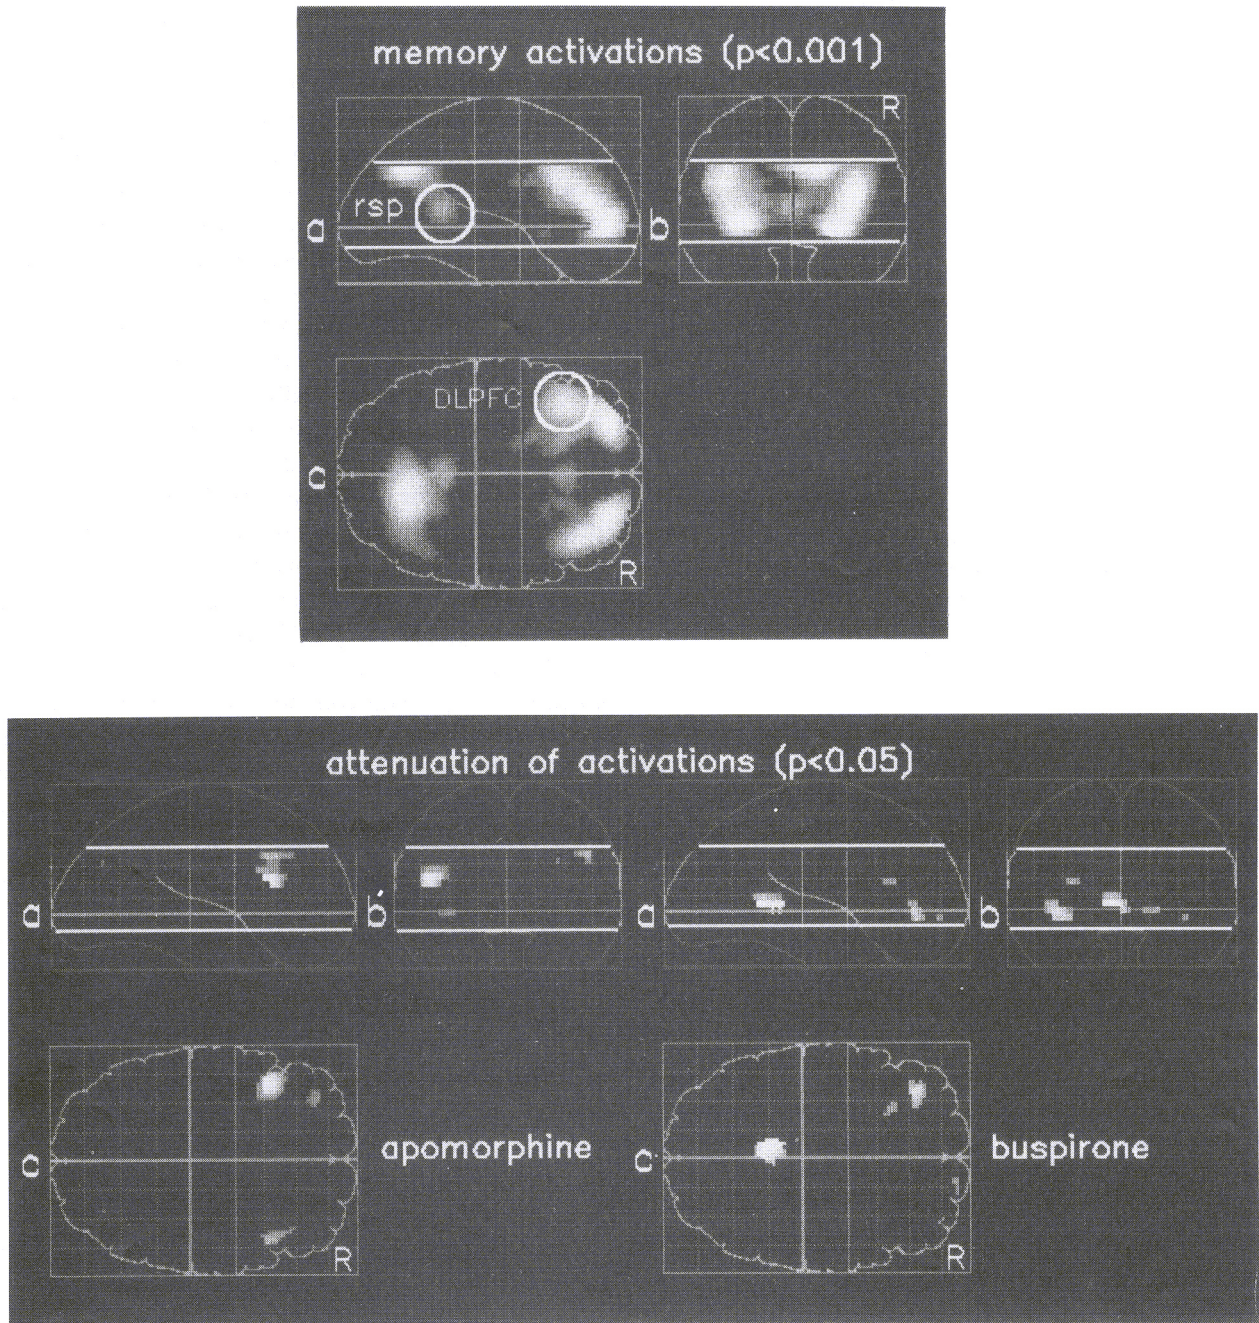 memory activations (p<0.001)
R
rsp
a
b
DLPFC
c
R
attenuation of activations (p<0.05)
a
b
a
b
apomorphine
buspirone
c
c
R
R